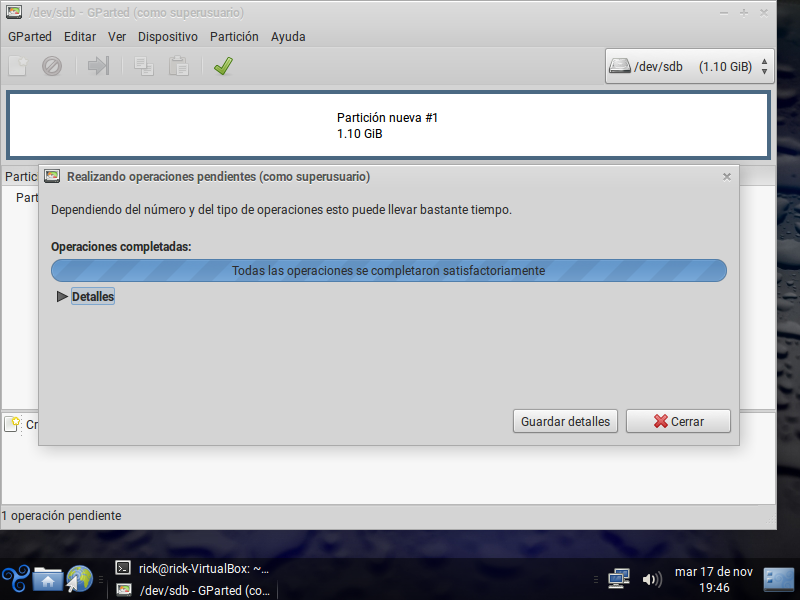 /dev/sdb - GParted (como superusuario)
GParted Editar Ver Dispositivo Partición Ayuda
/dev/sdb (1.10 GiB)
Partición nueva #1
1.10 GiB
Partic
Realizando operaciones pendientes (como superusuario)
Part
Dependiendo del número y del tipo de operaciones esto puede llevar bastante tiempo.
Operaciones completadas:
Todas las operaciones se completaron satisfactoriamente
Detalles
Guardar detalles Cerrar
Cr
1 operación pendiente
rick@rick-VirtualBox: ~...
/dev/sdb - GParted (co...
mar 17 de nov
19:46